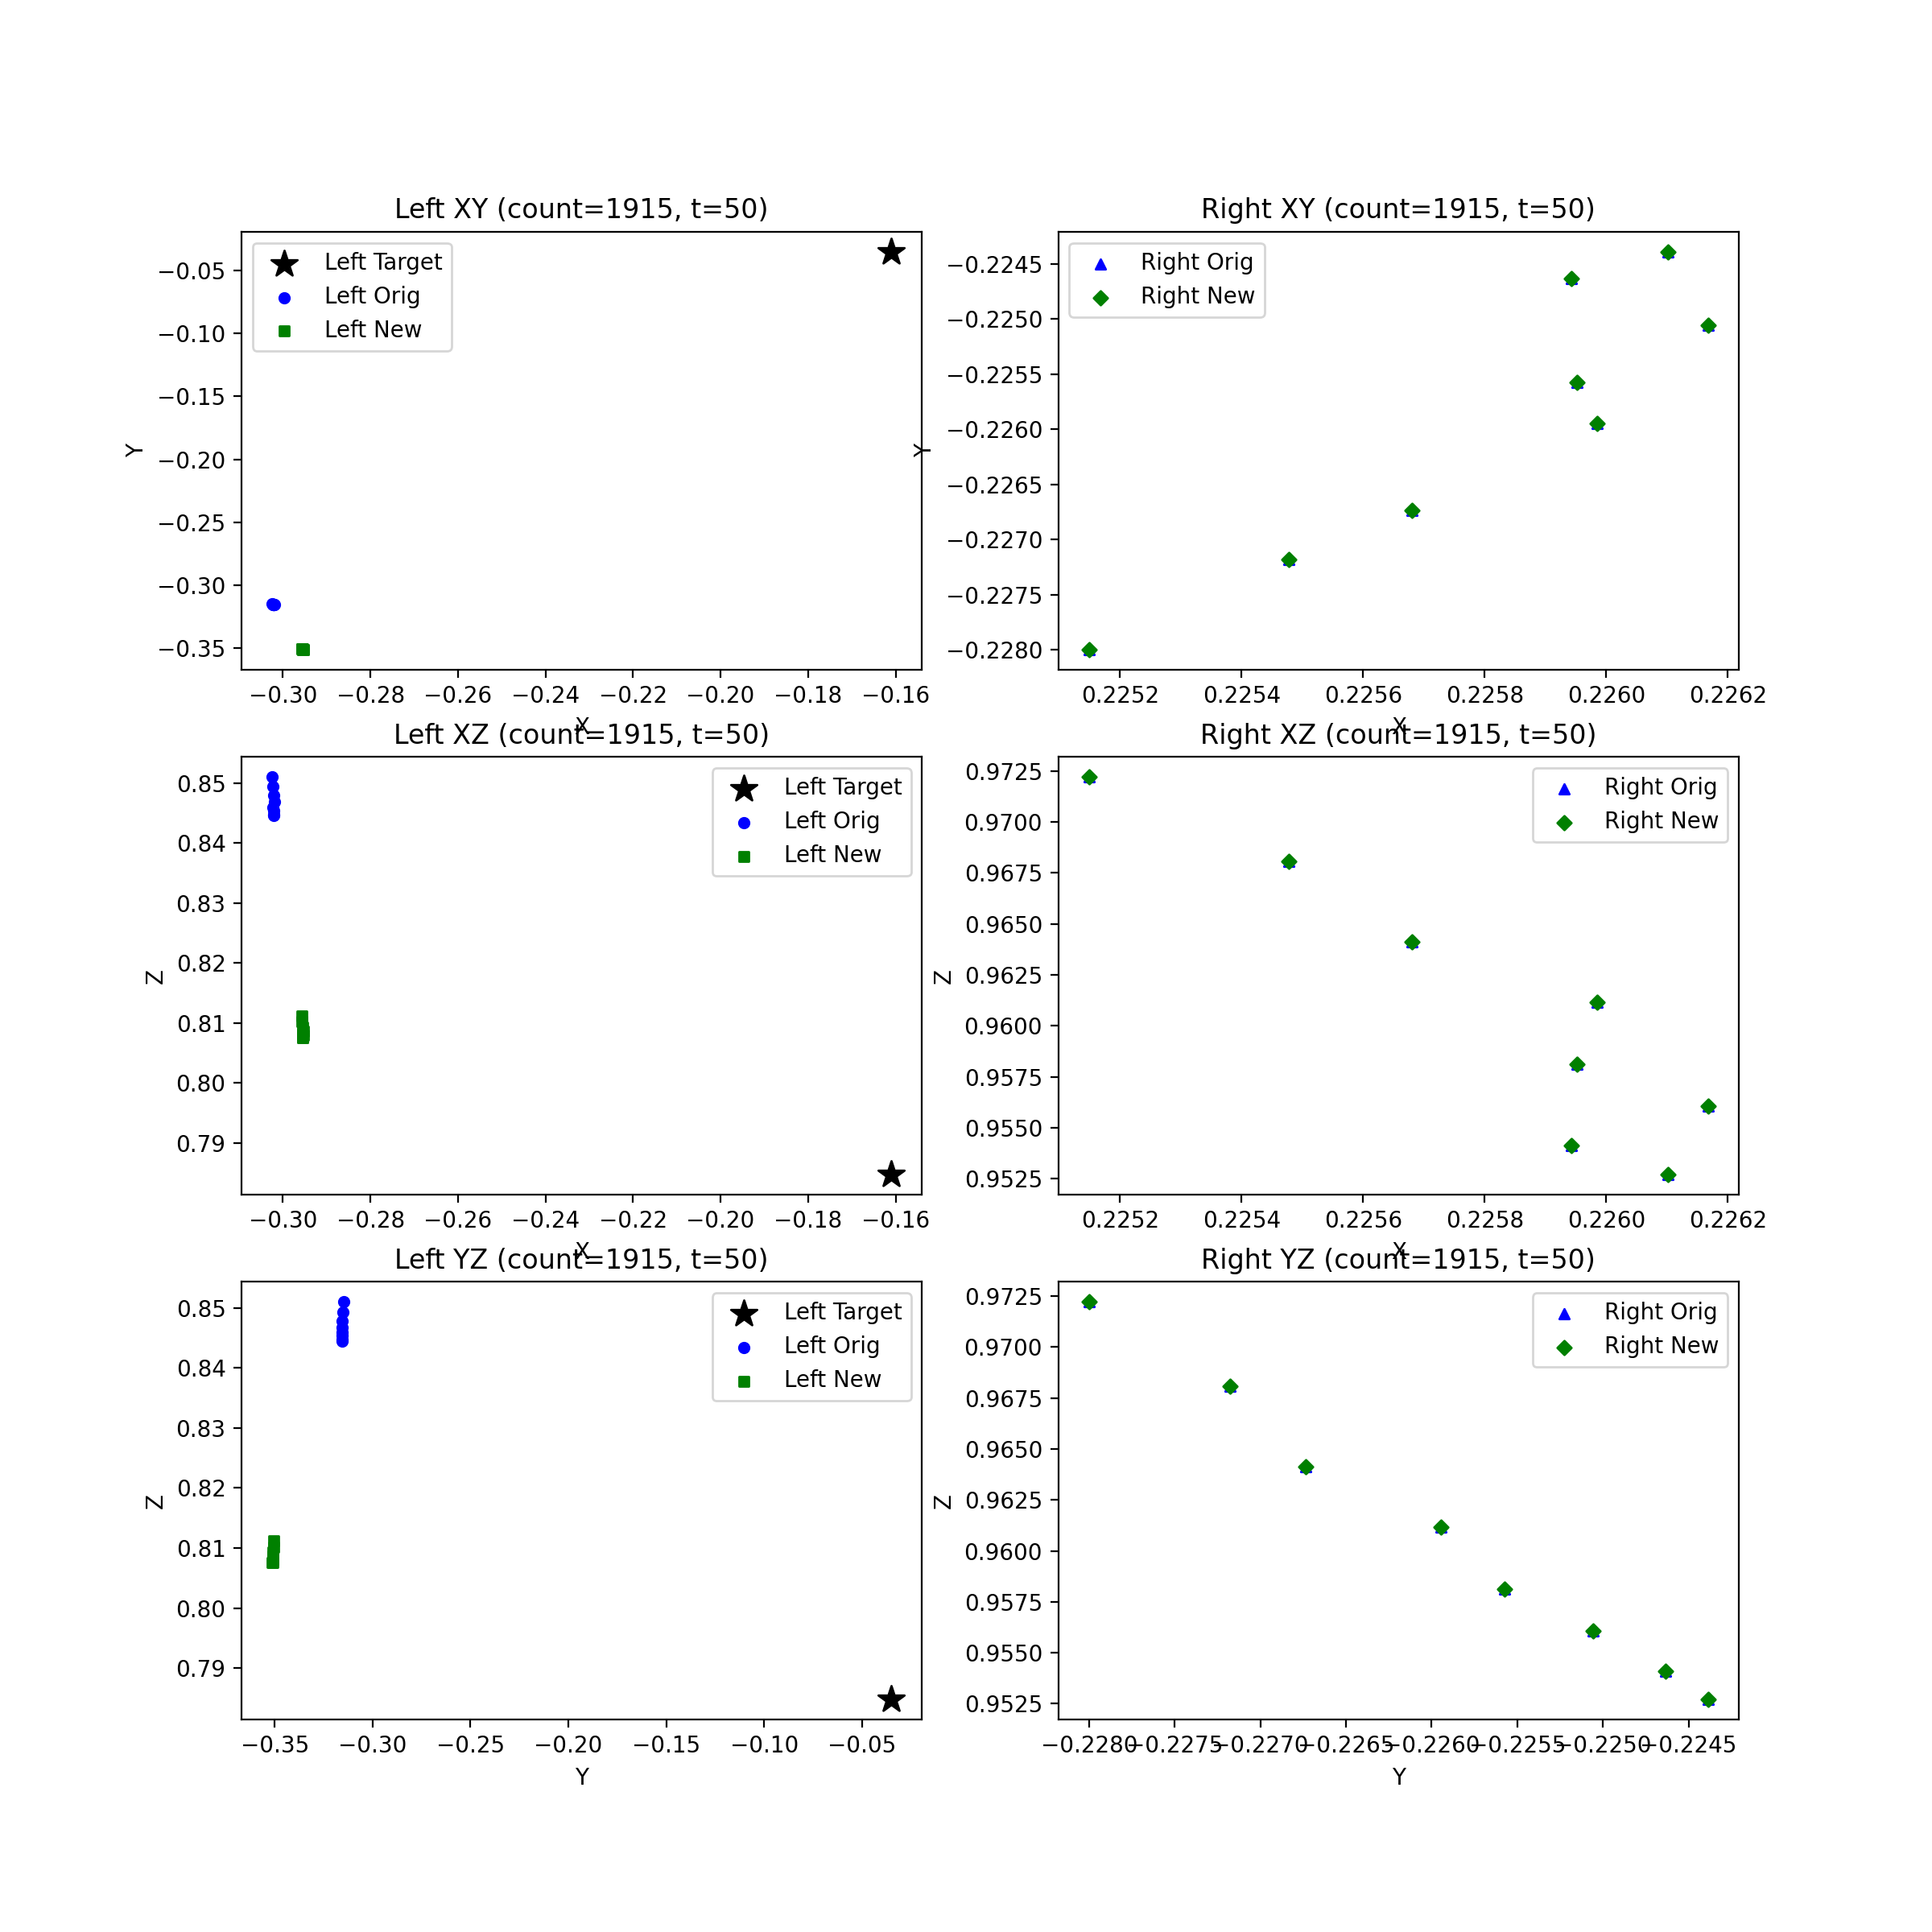 Left XY (count=1915, t=50)
Left Target
Left Orig
Left New
−0.05
−0.10
−0.15
−0.20
−0.25
−0.30
−0.35
Y
−0.30 −0.28 −0.26 −0.24 −0.22 −0.20 −0.18 −0.16
X
Right XY (count=1915, t=50)
Right Orig
Right New
−0.2245
−0.2250
−0.2255
−0.2260
−0.2265
−0.2270
−0.2275
−0.2280
Y
0.2252 0.2254 0.2256 0.2258 0.2260 0.2262
X
Left XZ (count=1915, t=50)
Left Target
Left Orig
Left New
0.85
0.84
0.83
0.82
0.81
0.80
0.79
Z
−0.30 −0.28 −0.26 −0.24 −0.22 −0.20 −0.18 −0.16
X
Right XZ (count=1915, t=50)
Right Orig
Right New
0.9725
0.9700
0.9675
0.9650
0.9625
0.9600
0.9575
0.9550
0.9525
Z
0.2252 0.2254 0.2256 0.2258 0.2260 0.2262
X
Left YZ (count=1915, t=50)
Left Target
Left Orig
Left New
0.85
0.84
0.83
0.82
0.81
0.80
0.79
Z
−0.35 −0.30 −0.25 −0.20 −0.15 −0.10 −0.05
Y
Right YZ (count=1915, t=50)
Right Orig
Right New
0.9725
0.9700
0.9675
0.9650
0.9625
0.9600
0.9575
0.9550
0.9525
Z
−0.2280 −0.2275 −0.2270 −0.2265 −0.2260 −0.2255 −0.2250 −0.2245
Y